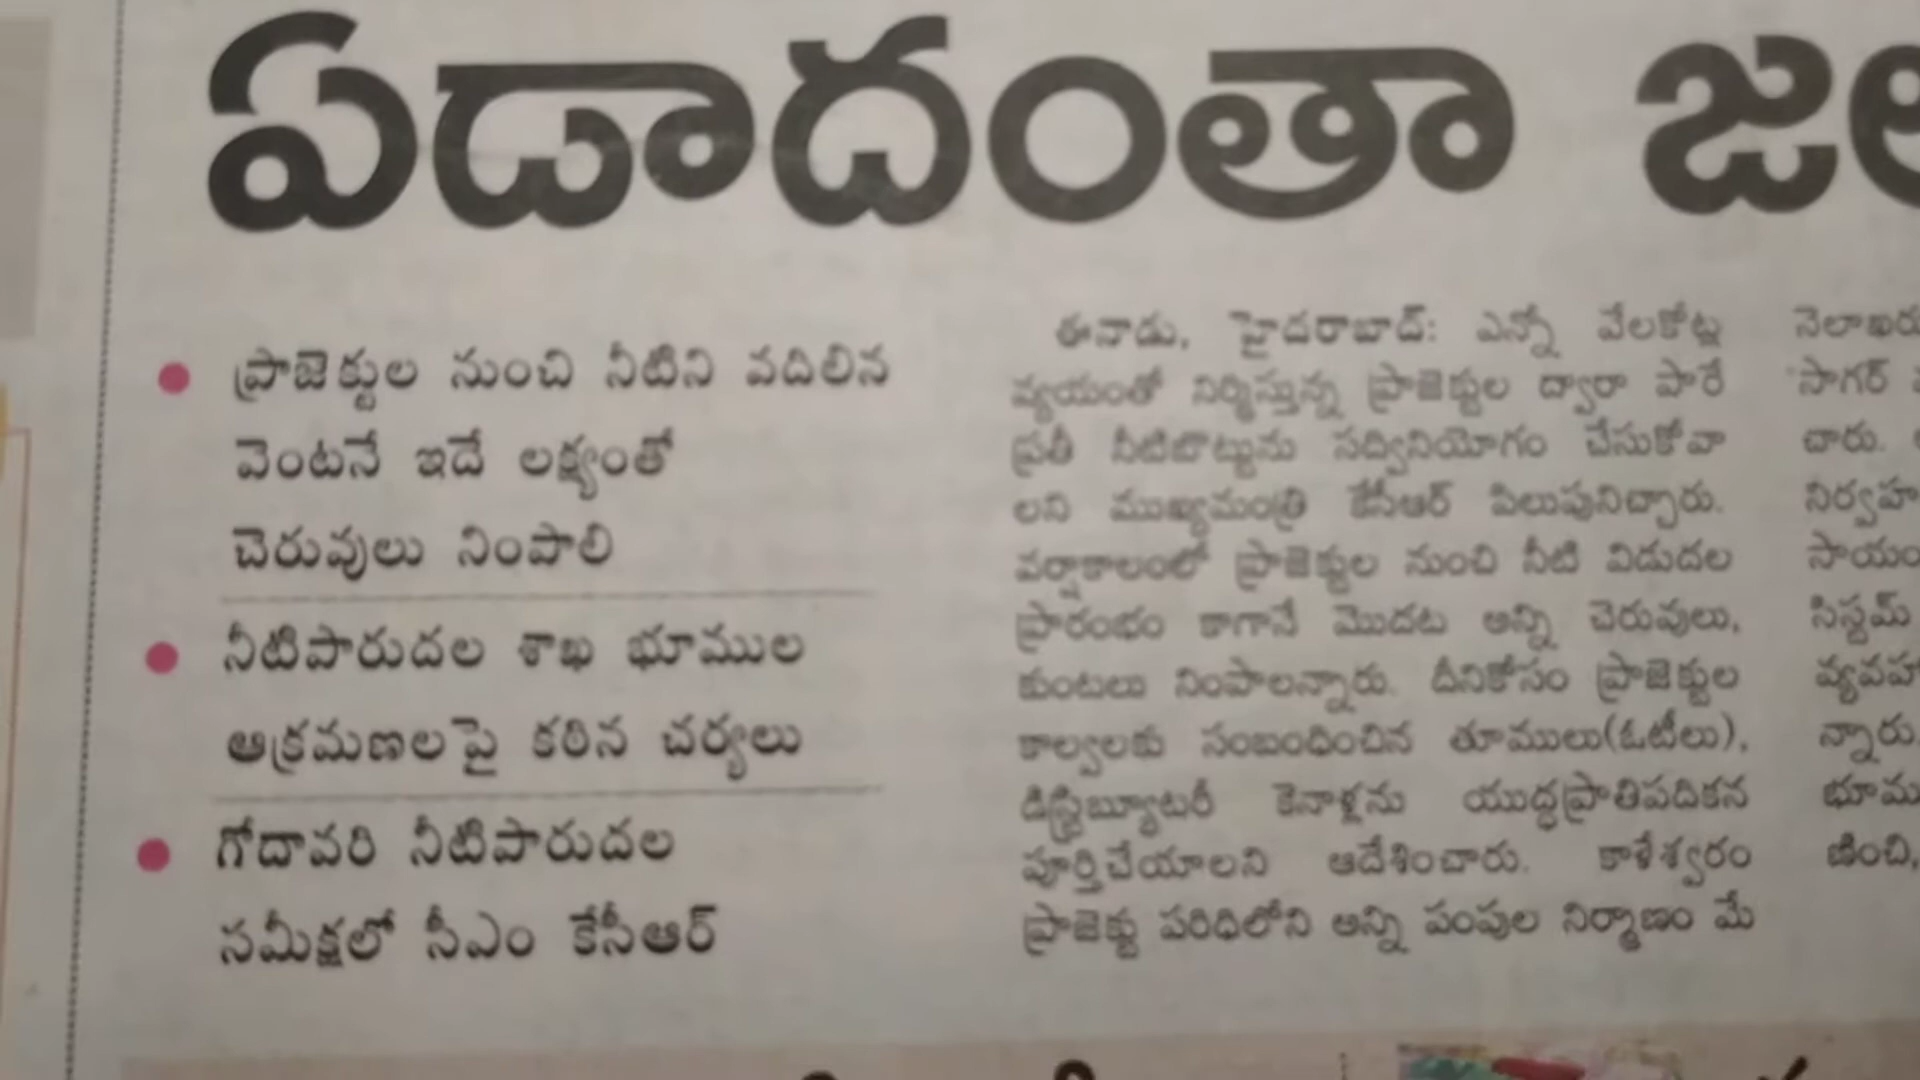 ఏడాదంతా
ప్రాజెక్టుల నుంచి నీటిని వదిలిన
వెంటనే ఇదే లక్ష్యంతో
చెరువులు నింపాలి
నీటిపారుదల శాఖ భూముల
ఆక్రమణలపై కఠిన చర్యలు
గోదావరి నీటిపారుదల
సమీక్షలో సీఎం కేసీఆర్
ఈనాడు, హైదరాబాద్: ఎన్నో వేలకోట్ల
వ్యయంతో నిర్మిస్తున్న ప్రాజెక్టుల ద్వారా పారే
ప్రతీ నీటిబొట్టును సద్వినియోగం చేసుకోవా
లని ముఖ్యమంత్రి కేసీఆర్ పిలుపునిచ్చారు.
వర్షాకాలంలో ప్రాజెక్టుల నుంచి నీటి విడుదల
ప్రారంభం కాగానే మొదట అన్ని చెరువులు,
కుంటలు నింపాలన్నారు. దీనికోసం ప్రాజెక్టుల
కాల్వలకు సంబంధించిన తూములు(ఓటీలు),
డిస్ట్రిబ్యూటరీ కెనాళ్లను యుద్ధప్రాతిపదికన
పూర్తిచేయాలని ఆదేశించారు. కాళేశ్వరం
ప్రాజెక్టు పరిధిలోని అన్ని పంపుల నిర్మాణం మే
నెలాఖరు
సాగర్
చారు.
నిర్వహ
సాయం
సిస్టమ్
వ్యవహా
న్నారు.
భూమ
ణించి,